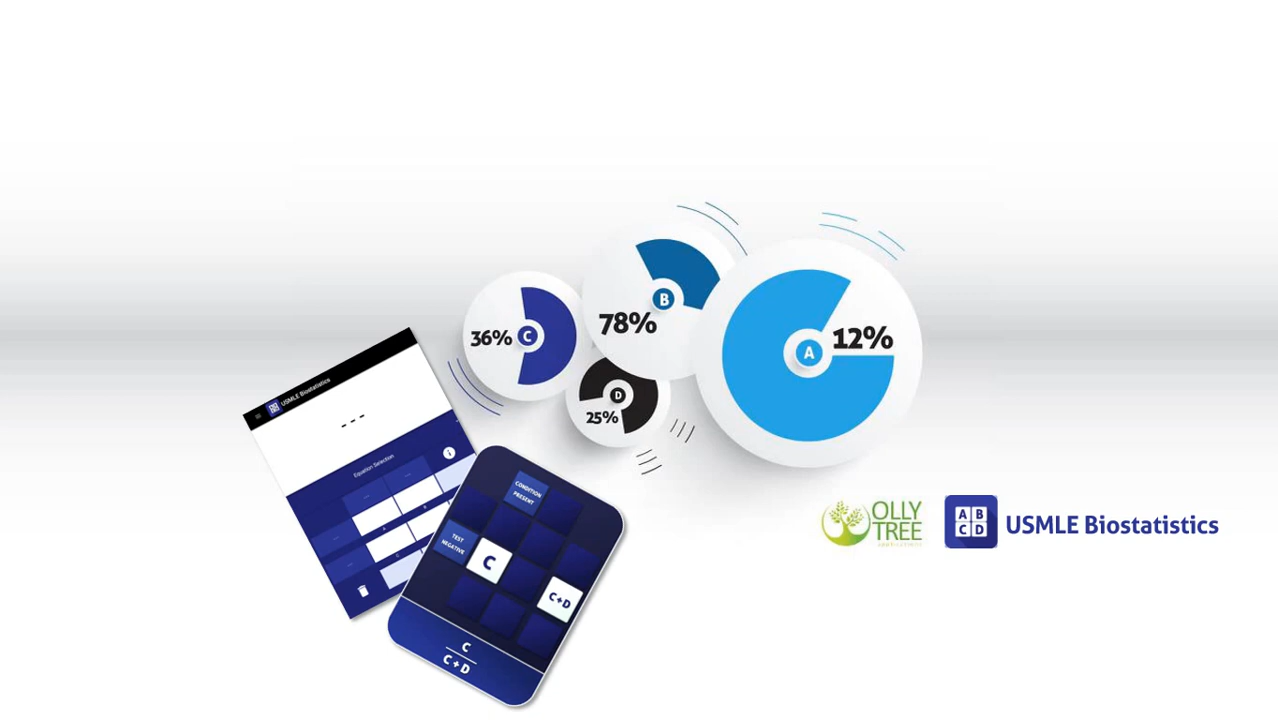 36%
C
78%
B
12%
A
D
25%
USMLE Biostatistics
---
Equation Selection
i
A
B
C
CONDITION
PRESENT
TEST
NEGATIVE
C
C+D
C
C+D
OLLY
TREE
A B
C D
USMLE Biostatistics